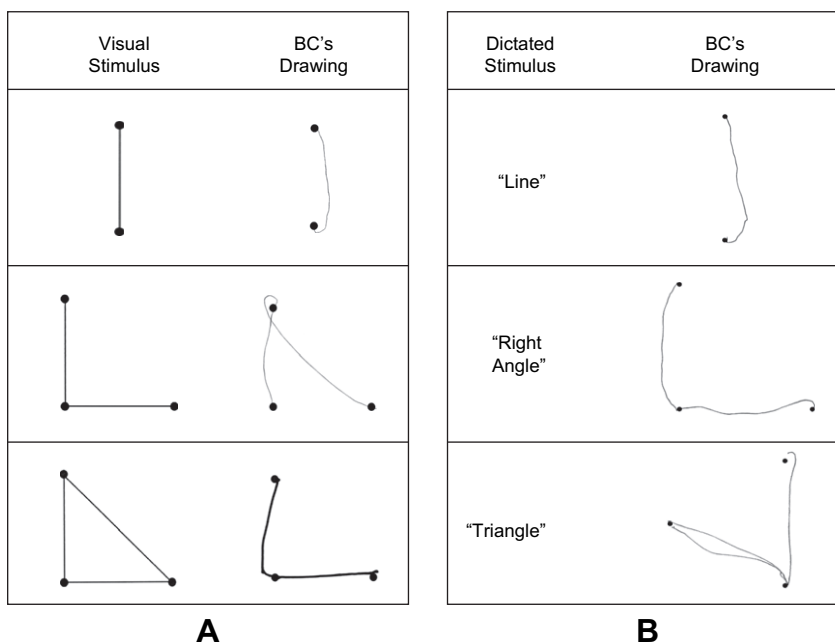 Visual
Stimulus
BC’s
Drawing
A
Dictated
Stimulus
BC’s
Drawing
“Line”
“Right
Angle”
“Triangle”
B